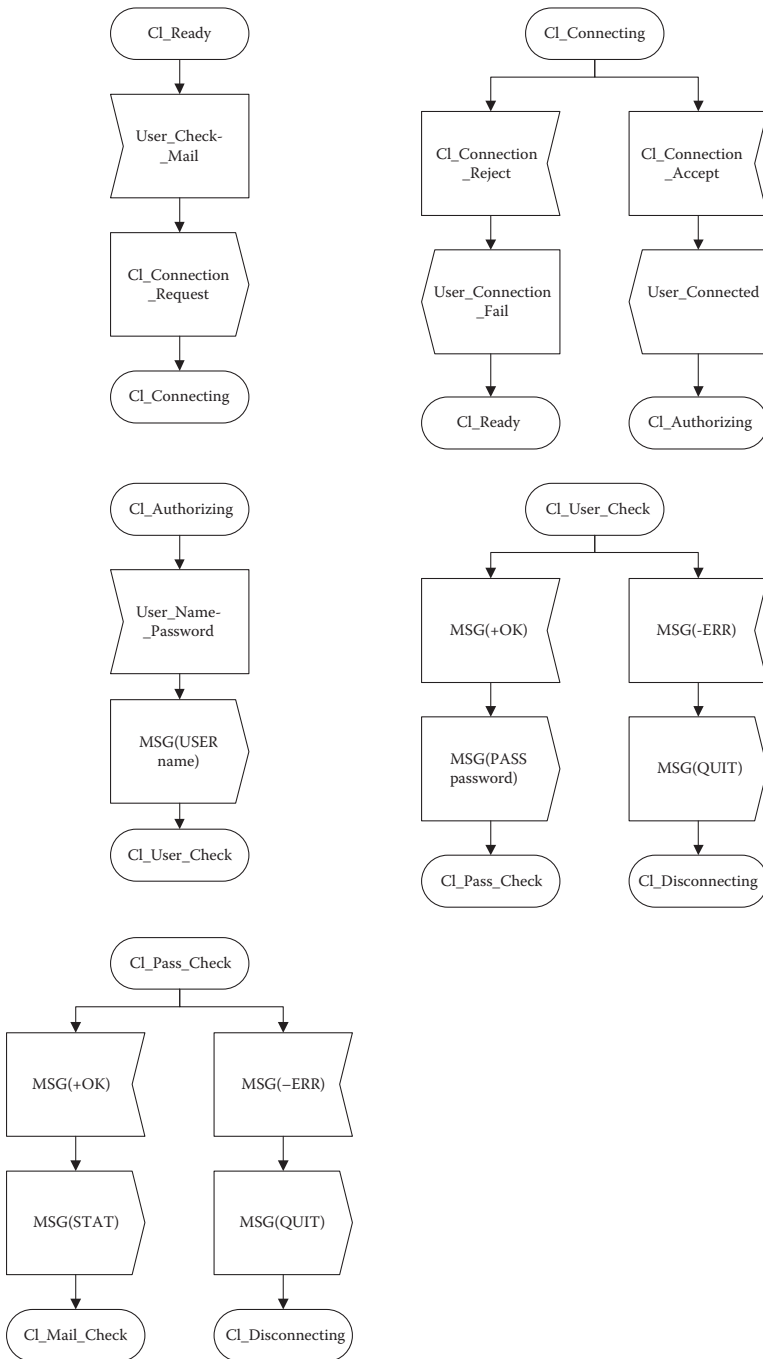 Cl_Ready
User_Check-
_Mail
Cl_Connection
_Request
Cl_Connecting
Cl_Connecting
Cl_Connection
_Reject
Cl_Connection
_Accept
User_Connection
_Fail
User_Connected
Cl_Ready
Cl_Authorizing
Cl_Authorizing
User_Name-
_Password
MSG(USER
name)
Cl_User_Check
Cl_User_Check
MSG(+OK)
MSG(-ERR)
MSG(PASS
password)
MSG(QUIT)
Cl_Pass_Check
Cl_Disconnecting
Cl_Pass_Check
MSG(+OK)
MSG(–ERR)
MSG(STAT)
MSG(QUIT)
Cl_Mail_Check
Cl_Disconnecting